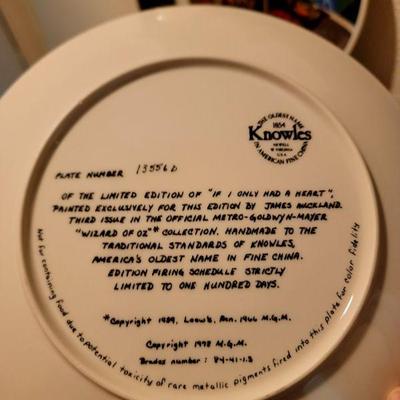 THE OLDEST NAME
1854
Knowles
NEWELL
W. VIRGINIA
U.S.A.
IN AMERICAN FINE CHINA
PLATE NUMBER 13556D
OF THE LIMITED EDITION OF "IF I ONLY HAD A HEART",
PAINTED EXCLUSIVELY FOR THIS EDITION BY JAMES AUCKLAND.
THIRD ISSUE IN THE OFFICIAL METRO-GOLDWYN-MAYER
"WIZARD OF OZ"* COLLECTION. HANDMADE TO THE
TRADITIONAL STANDARDS OF KNOWLES,
AMERICA'S OLDEST NAME IN FINE CHINA.
EDITION FIRING SCHEDULE STRICTLY
LIMITED TO ONE HUNDRED DAYS.
*Copyright 1939, Loew's, Ren. 1966 M.G.M.
Copyright 1978 M.G.M.
Bradex number: 84-41-1.3
Not for containing food due to potential toxicity of rare metallic pigments fired into this plate for color fidelity